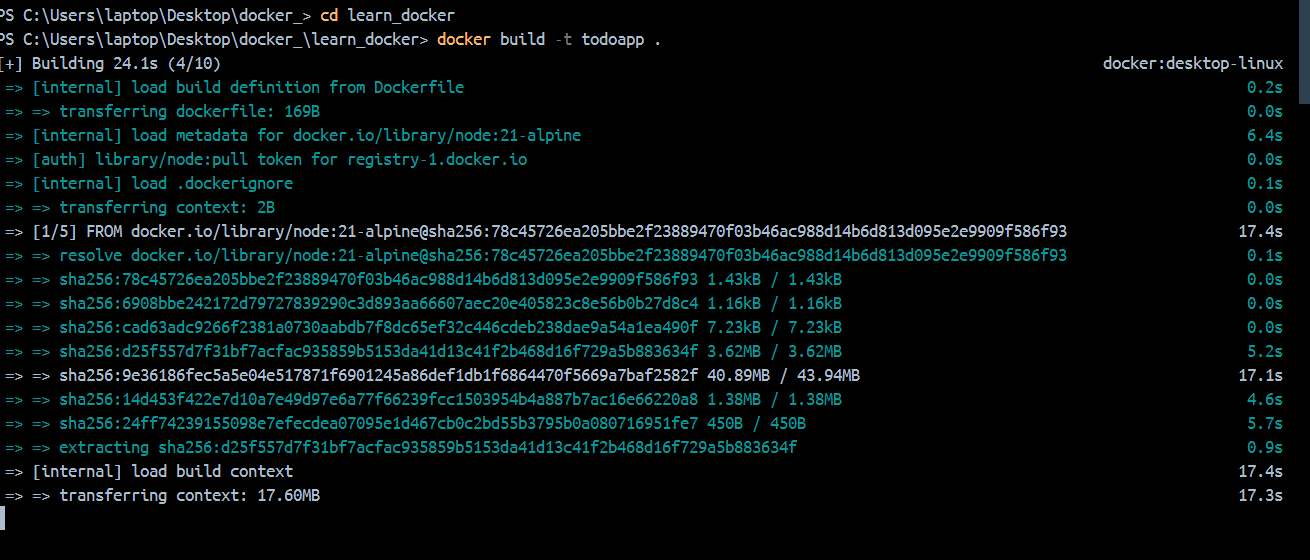 PS C:\Users\laptop\Desktop\docker_> cd learn_docker
PS C:\Users\laptop\Desktop\docker_\learn_docker> docker build -t todoapp .
[+] Building 24.1s (4/10) docker:desktop-linux
=> [internal] load build definition from Dockerfile 0.2s
=> => transferring dockerfile: 169B 0.0s
=> [internal] load metadata for docker.io/library/node:21-alpine 6.4s
=> [auth] library/node:pull token for registry-1.docker.io 0.0s
=> [internal] load .dockerignore 0.1s
=> => transferring context: 2B 0.0s
=> [1/5] FROM docker.io/library/node:21-alpine@sha256:78c45726ea205bbe2f23889470f03b46ac988d14b6d813d095e2e9909f586f93 17.4s
=> => resolve docker.io/library/node:21-alpine@sha256:78c45726ea205bbe2f23889470f03b46ac988d14b6d813d095e2e9909f586f93 0.1s
=> => sha256:78c45726ea205bbe2f23889470f03b46ac988d14b6d813d095e2e9909f586f93 1.43kB / 1.43kB 0.0s
=> => sha256:6908bbe242172d79727839290c3d893aa66607aec20e405823c8e56b0b27d8c4 1.16kB / 1.16kB 0.0s
=> => sha256:cad63adc9266f2381a0730aabdb7f8dc65ef32c446cdeb238dae9a54a1ea490f 7.23kB / 7.23kB 0.0s
=> => sha256:d25f557d7f31bf7acfac935859b5153da41d13c41f2b468d16f729a5b883634f 3.62MB / 3.62MB 5.2s
=> => sha256:9e36186fec5a5e04e517871f6901245a86def1db1f6864470f5669a7baf2582f 40.89MB / 43.94MB 17.1s
=> => sha256:14d453f422e7d10a7e49d97e6a77f66239fcc1503954b4a887b7ac16e66220a8 1.38MB / 1.38MB 4.6s
=> => sha256:24ff74239155098e7efecdea07095e1d467cb0c2bd55b3795b0a080716951fe7 450B / 450B 5.7s
=> => extracting sha256:d25f557d7f31bf7acfac935859b5153da41d13c41f2b468d16f729a5b883634f 0.9s
=> [internal] load build context 17.4s
=> => transferring context: 17.60MB 17.3s